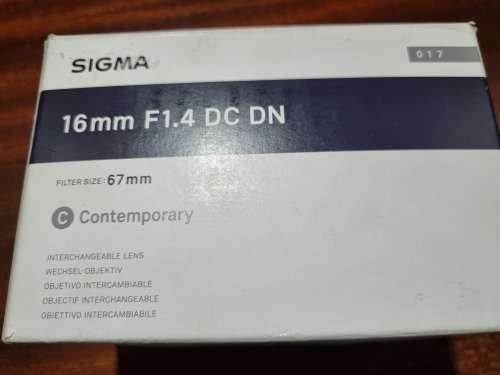 SIGMA
017
16mm F1.4 DC DN
FILTER SIZE: 67mm
C Contemporary
INTERCHANGEABLE LENS
WECHSEL-OBJEKTIV
OBJETIVO INTERCAMBIABLE
OBJECTIF INTERCHANGEABLE
OBIETTIVO INTERCAMBIABILE